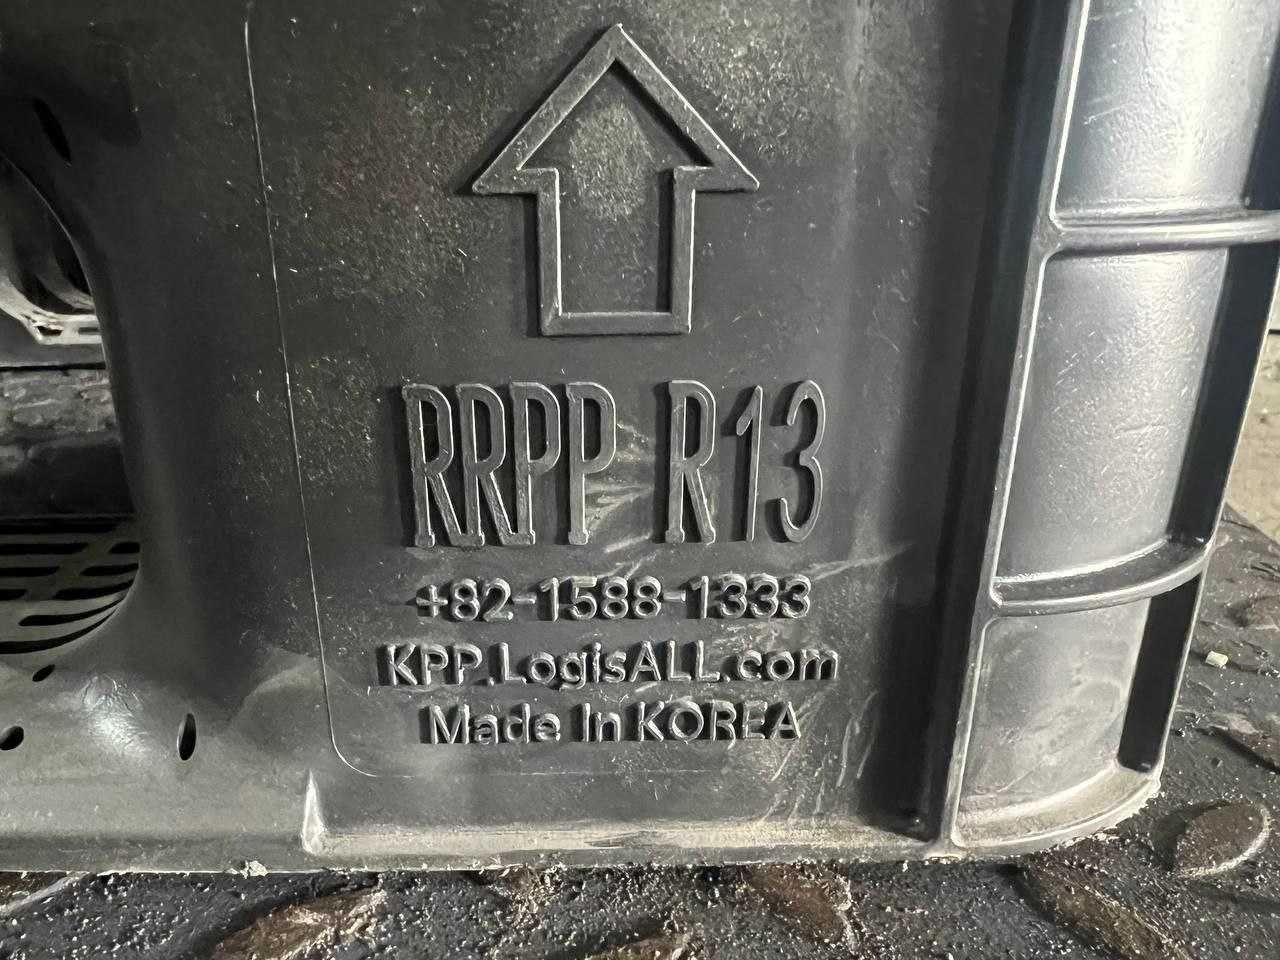 RRPP R13
+82-1588-1333
KPP.LogisALL.com
Made In KOREA